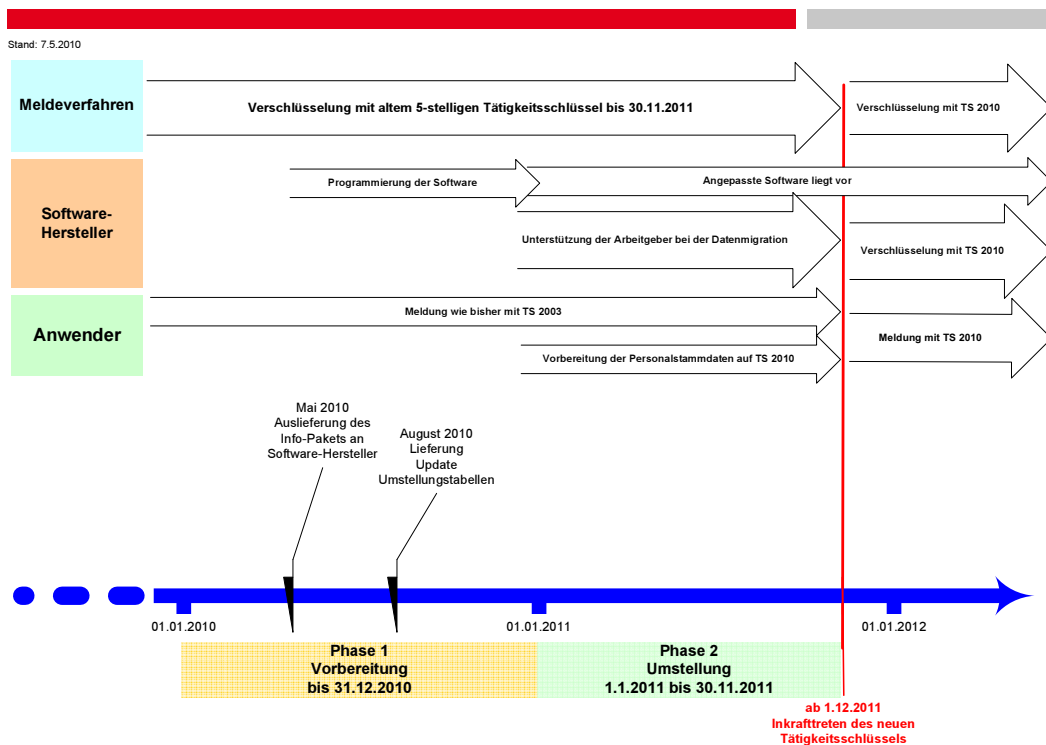 Stand: 7.5.2010
Meldeverfahren
Verschlüsselung mit altem 5-stelligen Tätigkeitsschlüssel bis 30.11.2011
Verschlüsselung mit TS 2010
Software-
Hersteller
Programmierung der Software
Angepasste Software liegt vor
Unterstützung der Arbeitgeber bei der Datenmigration
Verschlüsselung mit TS 2010
Anwender
Meldung wie bisher mit TS 2003
Meldung mit TS 2010
Vorbereitung der Personalstammdaten auf TS 2010
Mai 2010
Auslieferung des
Info-Pakets an
Software-Hersteller
August 2010
Lieferung
Update
Umstellungstabellen
01.01.2010
01.01.2011
01.01.2012
Phase 1
Vorbereitung
bis 31.12.2010
Phase 2
Umstellung
1.1.2011 bis 30.11.2011
ab 1.12.2011
Inkrafttreten des neuen
Tätigkeitsschlüssels